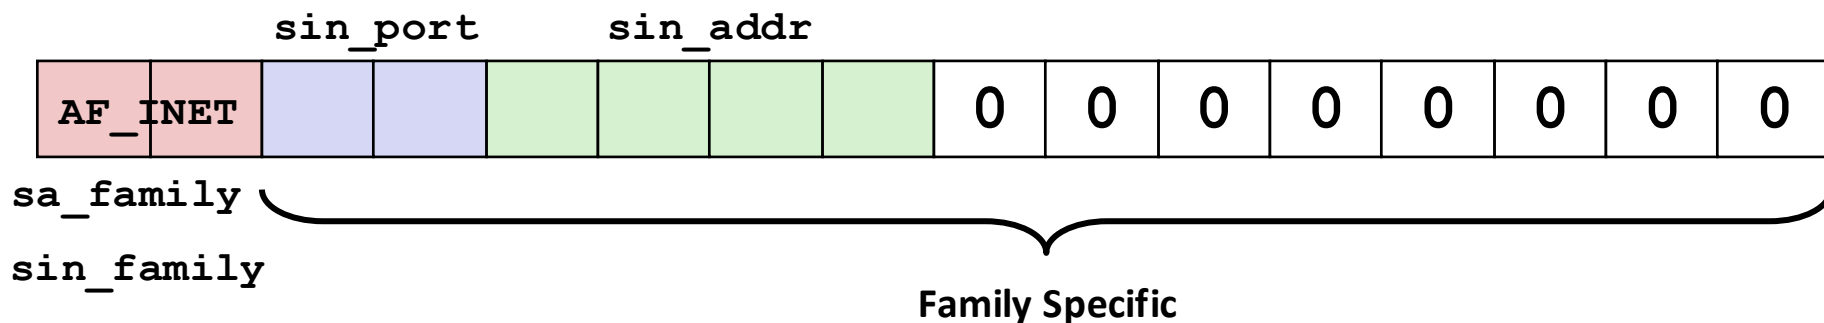 sin_port sin_addr
AF_INET 0 0 0 0 0 0 0 0
sa_family
sin_family
Family Specific